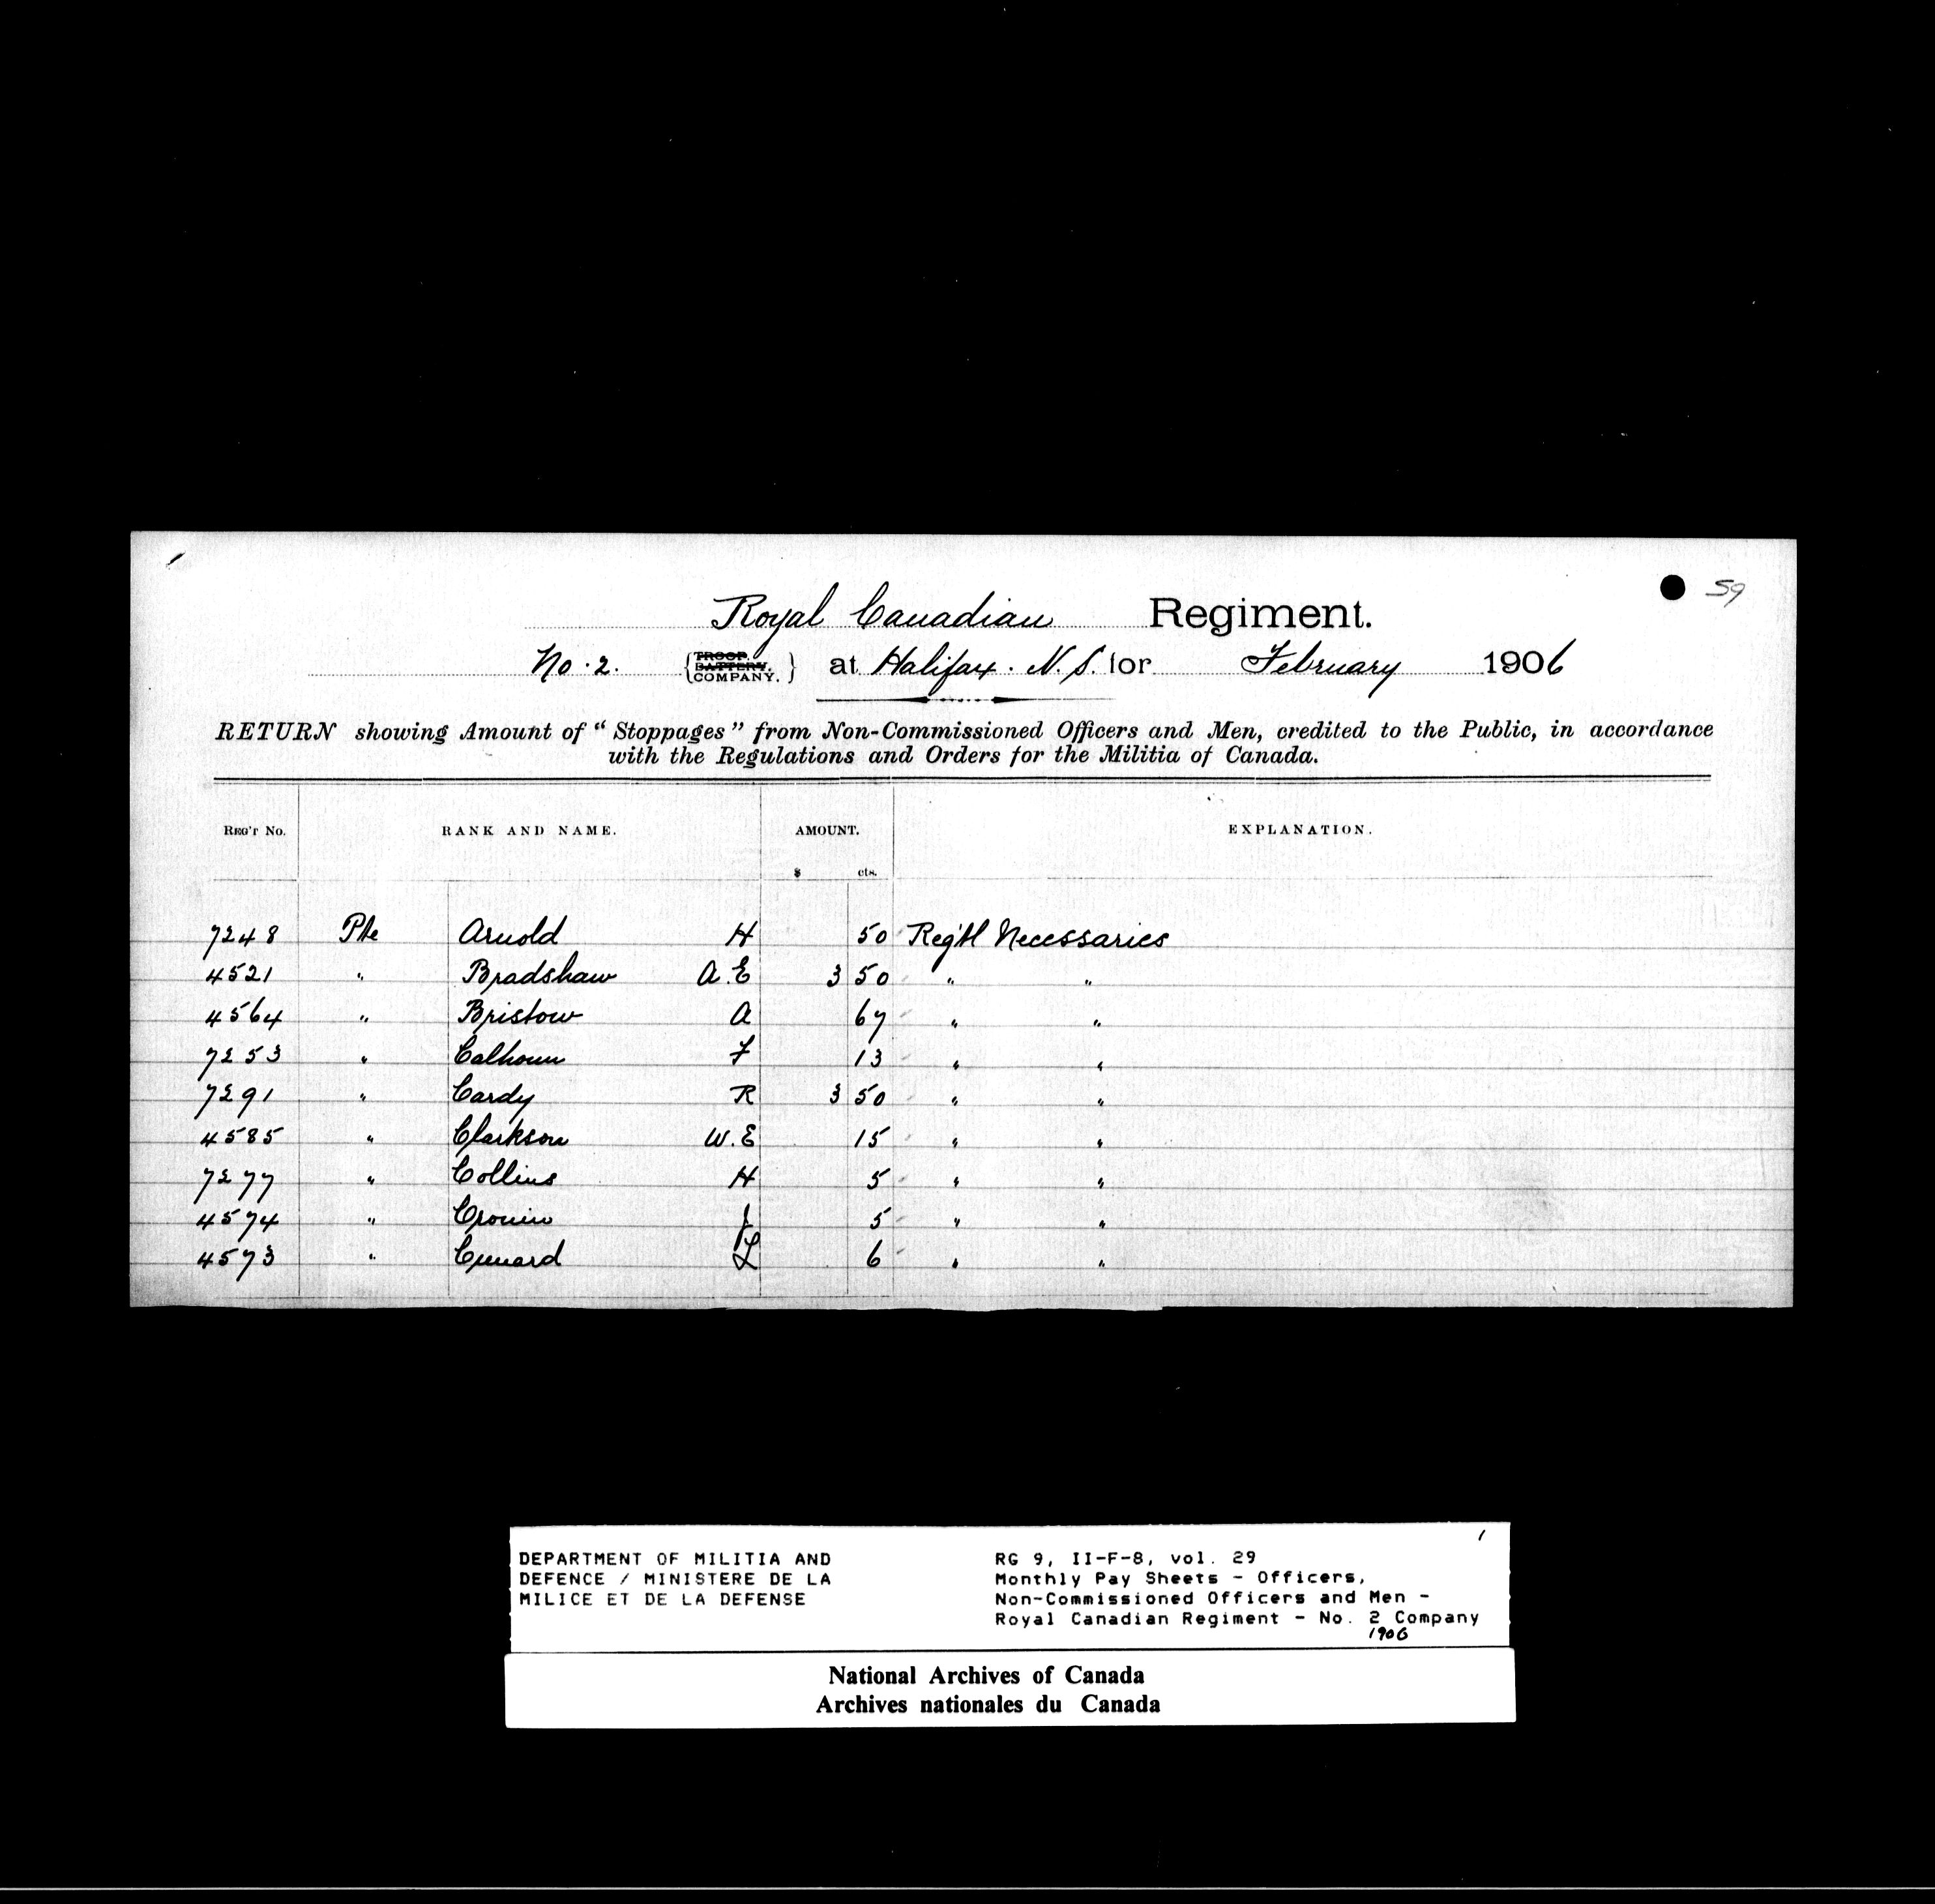 59
Royal Canadian Regiment.
No. 2. {TROOP. BATTERY. COMPANY.} at Halifax. N.S. for February 1906
RETURN showing Amount of “Stoppages” from Non-Commissioned Officers and Men, credited to the Public, in accordance
with the Regulations and Orders for the Militia of Canada.
REG'T No. RANK AND NAME. AMOUNT. EXPLANATION.
$ cts.
7248 Pte Arnold H 50 Reg'tl Necessaries
4521 " Bradshaw A.E 3 50 " "
4564 " Bristow A 67 " "
7253 " Calhoun F 13 " "
7291 " Cardy R 3 50 " "
4585 " Clarkson W.E 15 " "
7277 " Collins H 5 " "
4574 " Cronin J 5 " "
4573 " Cunard L 6 " "
1
DEPARTMENT OF MILITIA AND
DEFENCE / MINISTERE DE LA
MILICE ET DE LA DEFENSE
RG 9, II-F-8, vol. 29
Monthly Pay Sheets - Officers,
Non-Commissioned Officers and Men -
Royal Canadian Regiment - No. 2 Company
1906
National Archives of Canada
Archives nationales du Canada